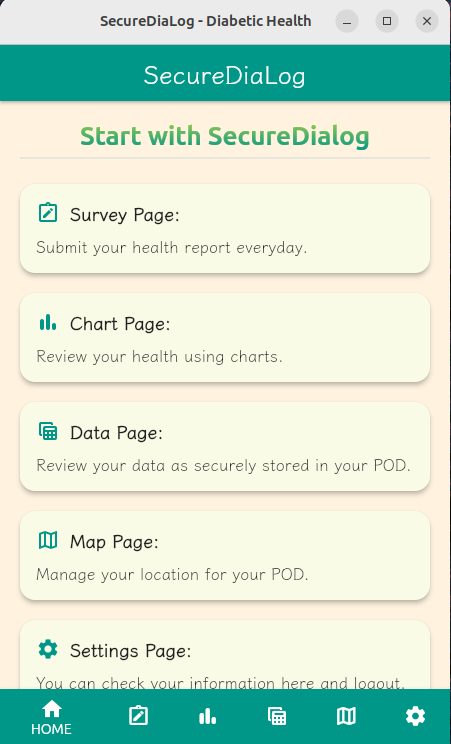 SecureDiaLog - Diabetic Health
SecureDiaLog
Start with SecureDialog
Survey Page:
Submit your health report everyday.
Chart Page:
Review your health using charts.
Data Page:
Review your data as securely stored in your POD.
Map Page:
Manage your location for your POD.
Settings Page:
You can check your information here and logout.
HOME